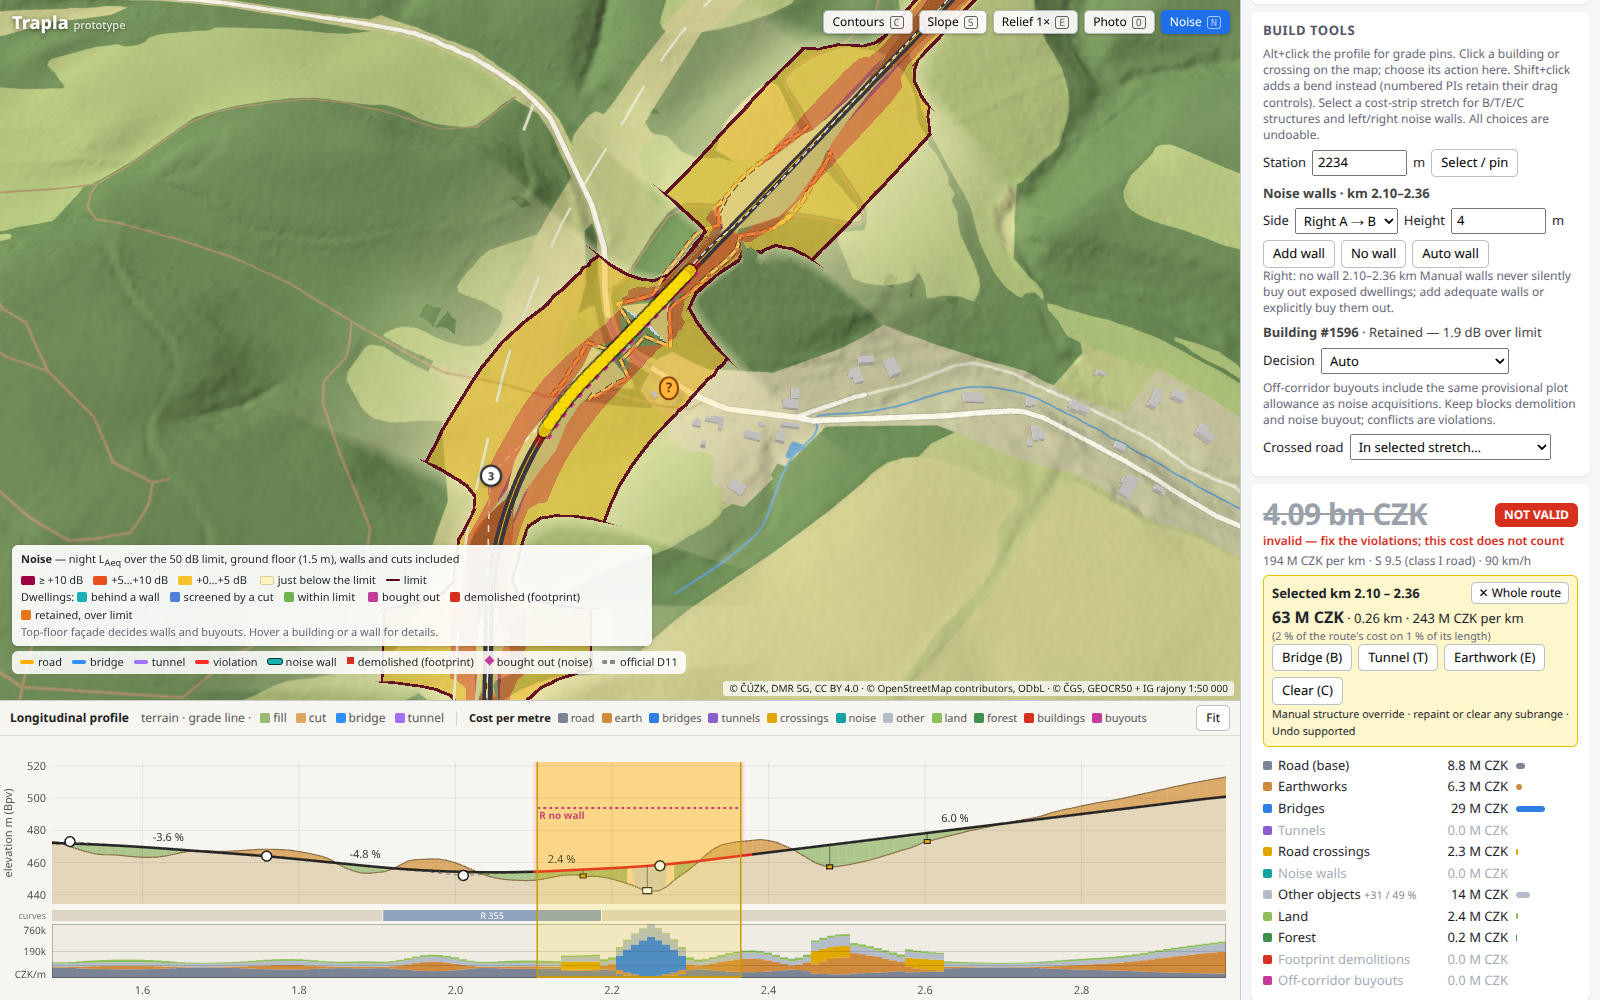 Trapla prototype
Contours C
Slope S
Relief 1× E
Photo O
Noise N
?
3
Noise — night LAeq over the 50 dB limit, ground floor (1.5 m), walls and cuts included
≥ +10 dB +5…+10 dB +0…+5 dB just below the limit limit
Dwellings: behind a wall screened by a cut within limit bought out demolished (footprint)
retained, over limit
Top-floor façade decides walls and buyouts. Hover a building or a wall for details.
road bridge tunnel violation noise wall demolished (footprint) bought out (noise) official D11
© ČÚZK, DMR 5G, CC BY 4.0 · © OpenStreetMap contributors, ODbL · © ČGS, GEOCR50 + IG rajony 1:50 000
Longitudinal profile terrain · grade line · fill cut bridge tunnel Cost per metre road earth bridges tunnels crossings noise other land forest buildings buyouts Fit
elevation m (Bpv)
520
500
480
460
440
-3.6 %
-4.8 %
2.4 %
6.0 %
R no wall
curves
R 355
760k
190k
CZK/m
1.6 1.8 2.0 2.2 2.4 2.6 2.8
BUILD TOOLS
Alt+click the profile for grade pins. Click a building or
crossing on the map; choose its action here. Shift+click
adds a bend instead (numbered PIs retain their drag
controls). Select a cost-strip stretch for B/T/E/C
structures and left/right noise walls. All choices are
undoable.
Station 2234 m Select / pin
Noise walls · km 2.10–2.36
Side Right A → B Height 4 m
Add wall No wall Auto wall
Right: no wall 2.10–2.36 km Manual walls never silently
buy out exposed dwellings; add adequate walls or
explicitly buy them out.
Building #1596 · Retained — 1.9 dB over limit
Decision Auto
Off-corridor buyouts include the same provisional plot
allowance as noise acquisitions. Keep blocks demolition
and noise buyout; conflicts are violations.
Crossed road In selected stretch…
4.09 bn CZK NOT VALID
invalid — fix the violations; this cost does not count
194 M CZK per km · S 9.5 (class I road) · 90 km/h
Selected km 2.10 – 2.36 ✕ Whole route
63 M CZK · 0.26 km · 243 M CZK per km
(2 % of the route's cost on 1 % of its length)
Bridge (B) Tunnel (T) Earthwork (E)
Clear (C)
Manual structure override · repaint or clear any subrange ·
Undo supported
Road (base) 8.8 M CZK
Earthworks 6.3 M CZK
Bridges 29 M CZK
Tunnels 0.0 M CZK
Road crossings 2.3 M CZK
Noise walls 0.0 M CZK
Other objects +31 / 49 % 14 M CZK
Land 2.4 M CZK
Forest 0.2 M CZK
Footprint demolitions 0.0 M CZK
Off-corridor buyouts 0.0 M CZK